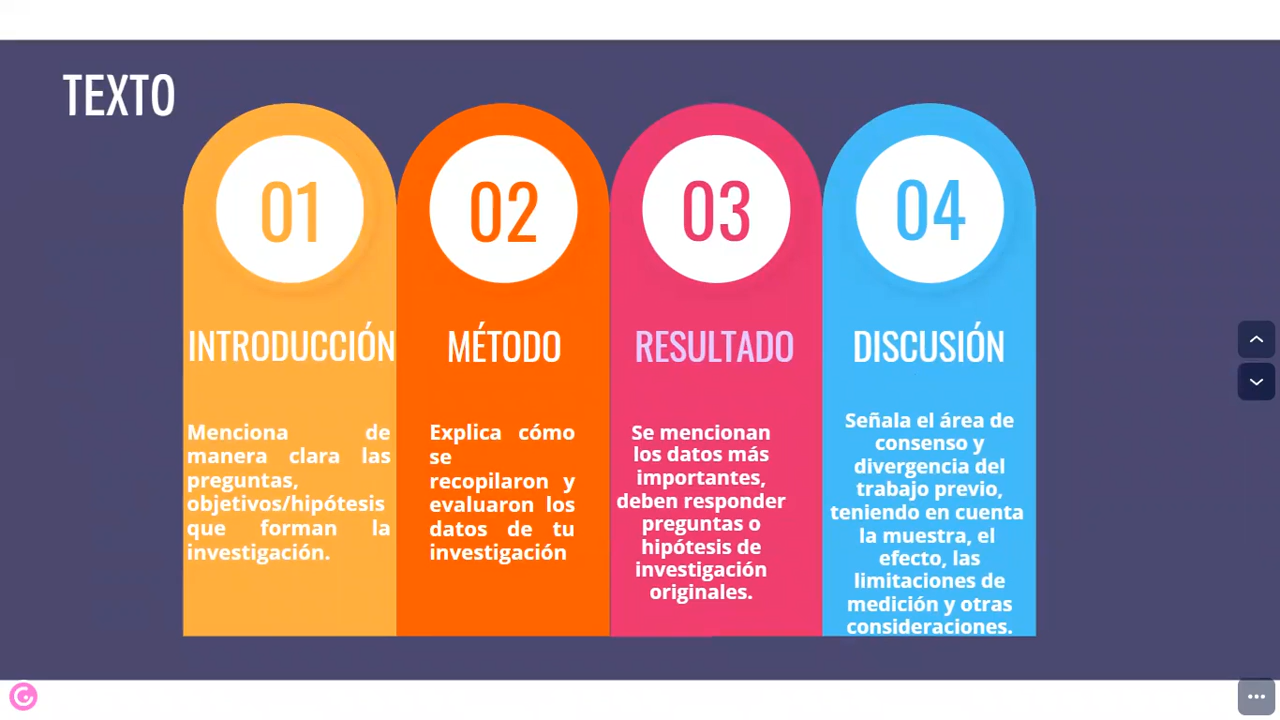 TEXTO
01
INTRODUCCIÓN
Menciona de
manera clara las
preguntas,
objetivos/hipótesis
que forman la
investigación.
02
MÉTODO
Explica cómo
se
recopilaron y
evaluaron los
datos de tu
investigación
03
RESULTADO
Se mencionan
los datos más
importantes,
deben responder
preguntas o
hipótesis de
investigación
originales.
04
DISCUSIÓN
Señala el área de
consenso y
divergencia del
trabajo previo,
teniendo en cuenta
la muestra, el
efecto, las
limitaciones de
medición y otras
consideraciones.